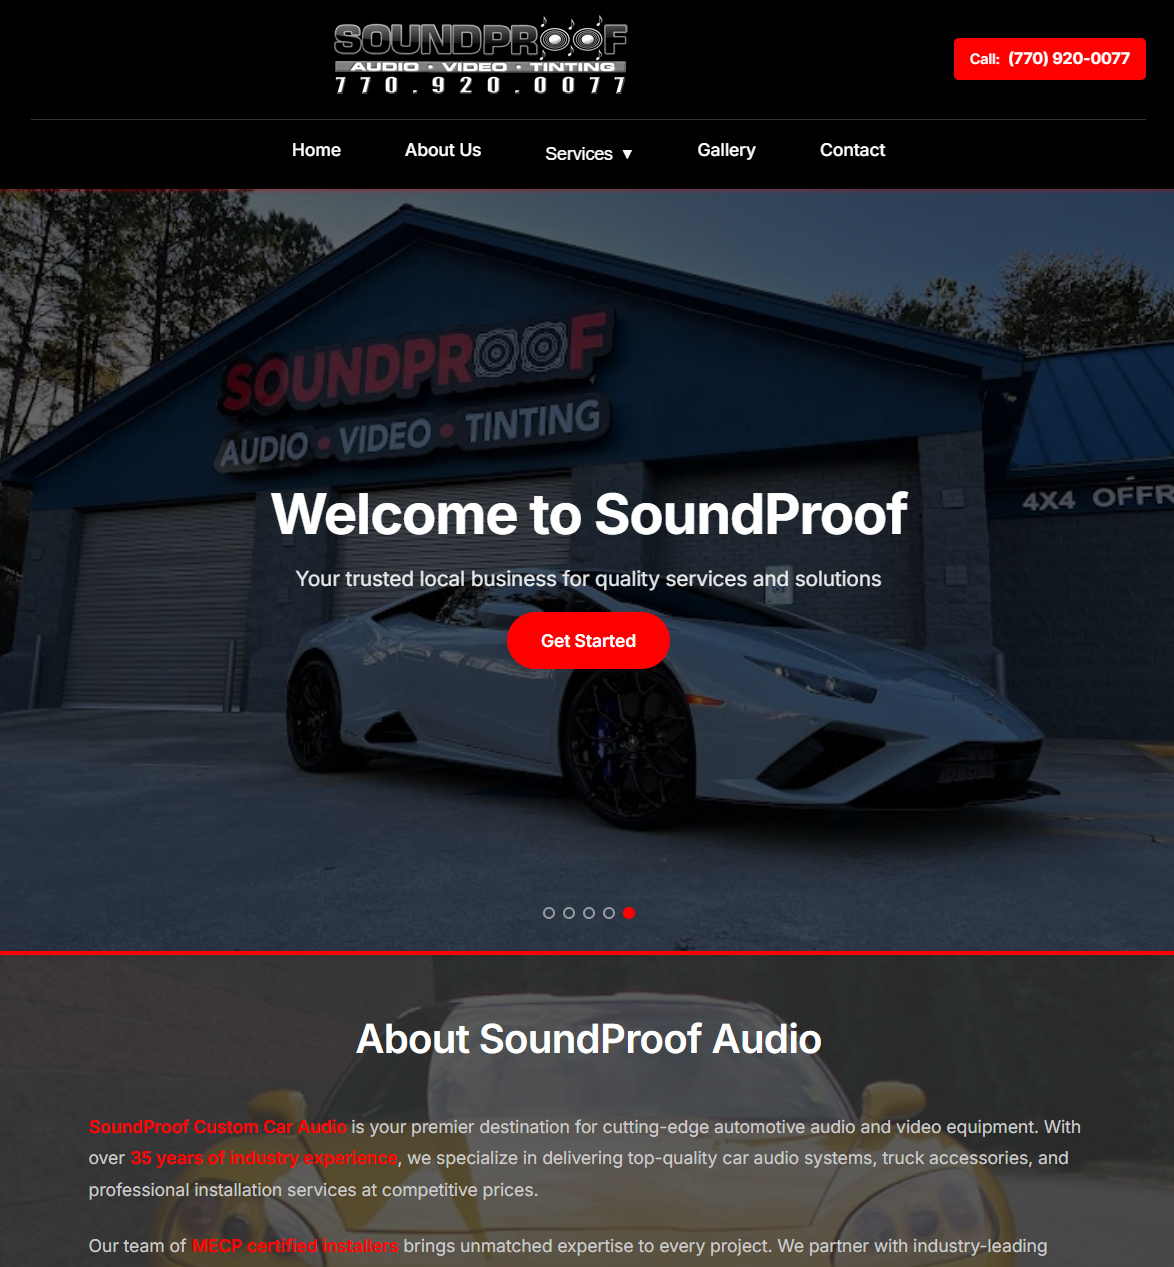 SOUNDPROOF
AUDIO • VIDEO • TINTING
770.920.0077
Call: (770) 920-0077
Home
About Us
Services ▼
Gallery
Contact
SOUNDPROOF
AUDIO • VIDEO • TINTING
4X4 OFFR
Welcome to SoundProof
Your trusted local business for quality services and solutions
Get Started
About SoundProof Audio
SoundProof Custom Car Audio is your premier destination for cutting-edge automotive audio and video equipment. With
over 35 years of industry experience, we specialize in delivering top-quality car audio systems, truck accessories, and
professional installation services at competitive prices.
Our team of MECP certified installers brings unmatched expertise to every project. We partner with industry-leading